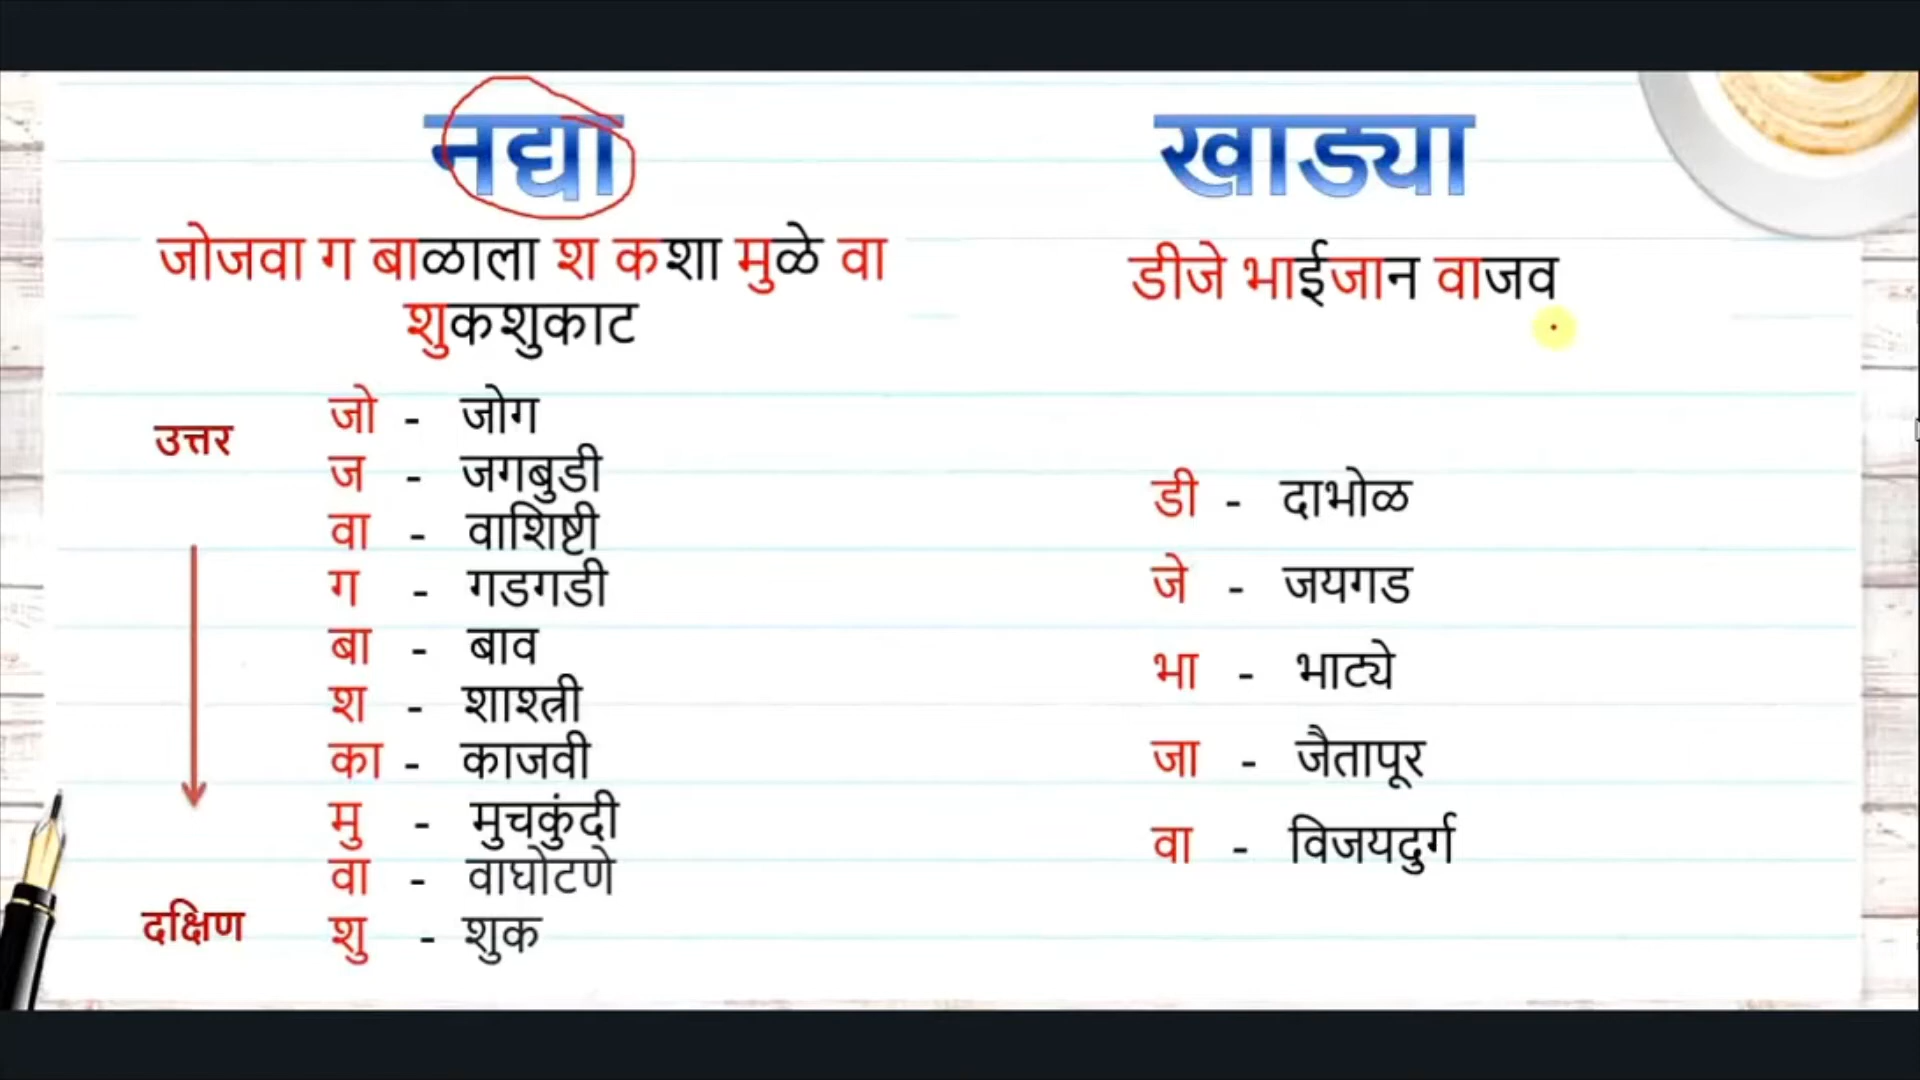 नद्या
जोजवा ग बाळाला श कशा मुळे वा
शुकशुकाट
उत्तर
जो - जोग
ज - जगबुडी
वा - वाशिष्टी
ग - गडगडी
बा - बाव
श - शाश्त्री
का - काजवी
मु - मुचकुंदी
वा - वाघोटणे
दक्षिण
शु - शुक
खाड्या
डीजे भाईजान वाजव
डी - दाभोळ
जे - जयगड
भा - भाट्ये
जा - जैतापूर
वा - विजयदुर्ग